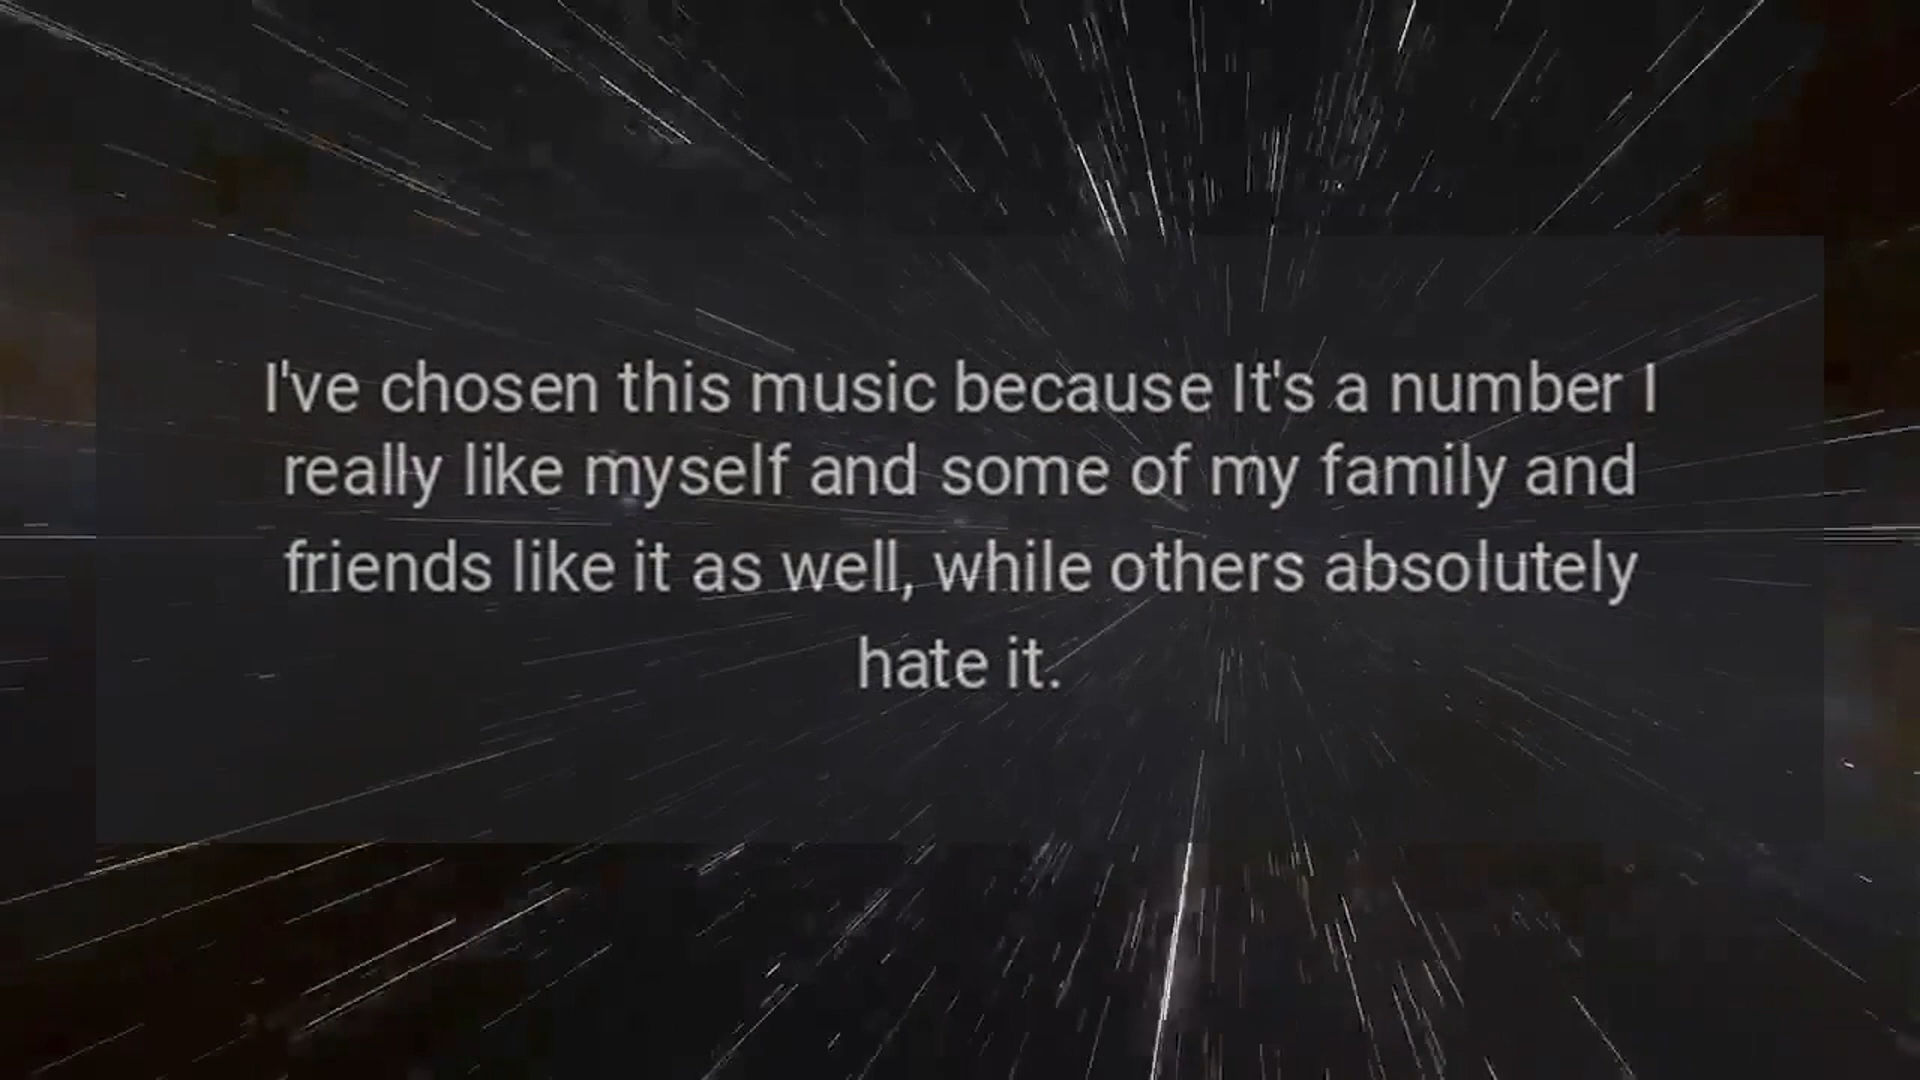 I've chosen this music because It's a number I
really like myself and some of my family and
friends like it as well, while others absolutely
hate it.